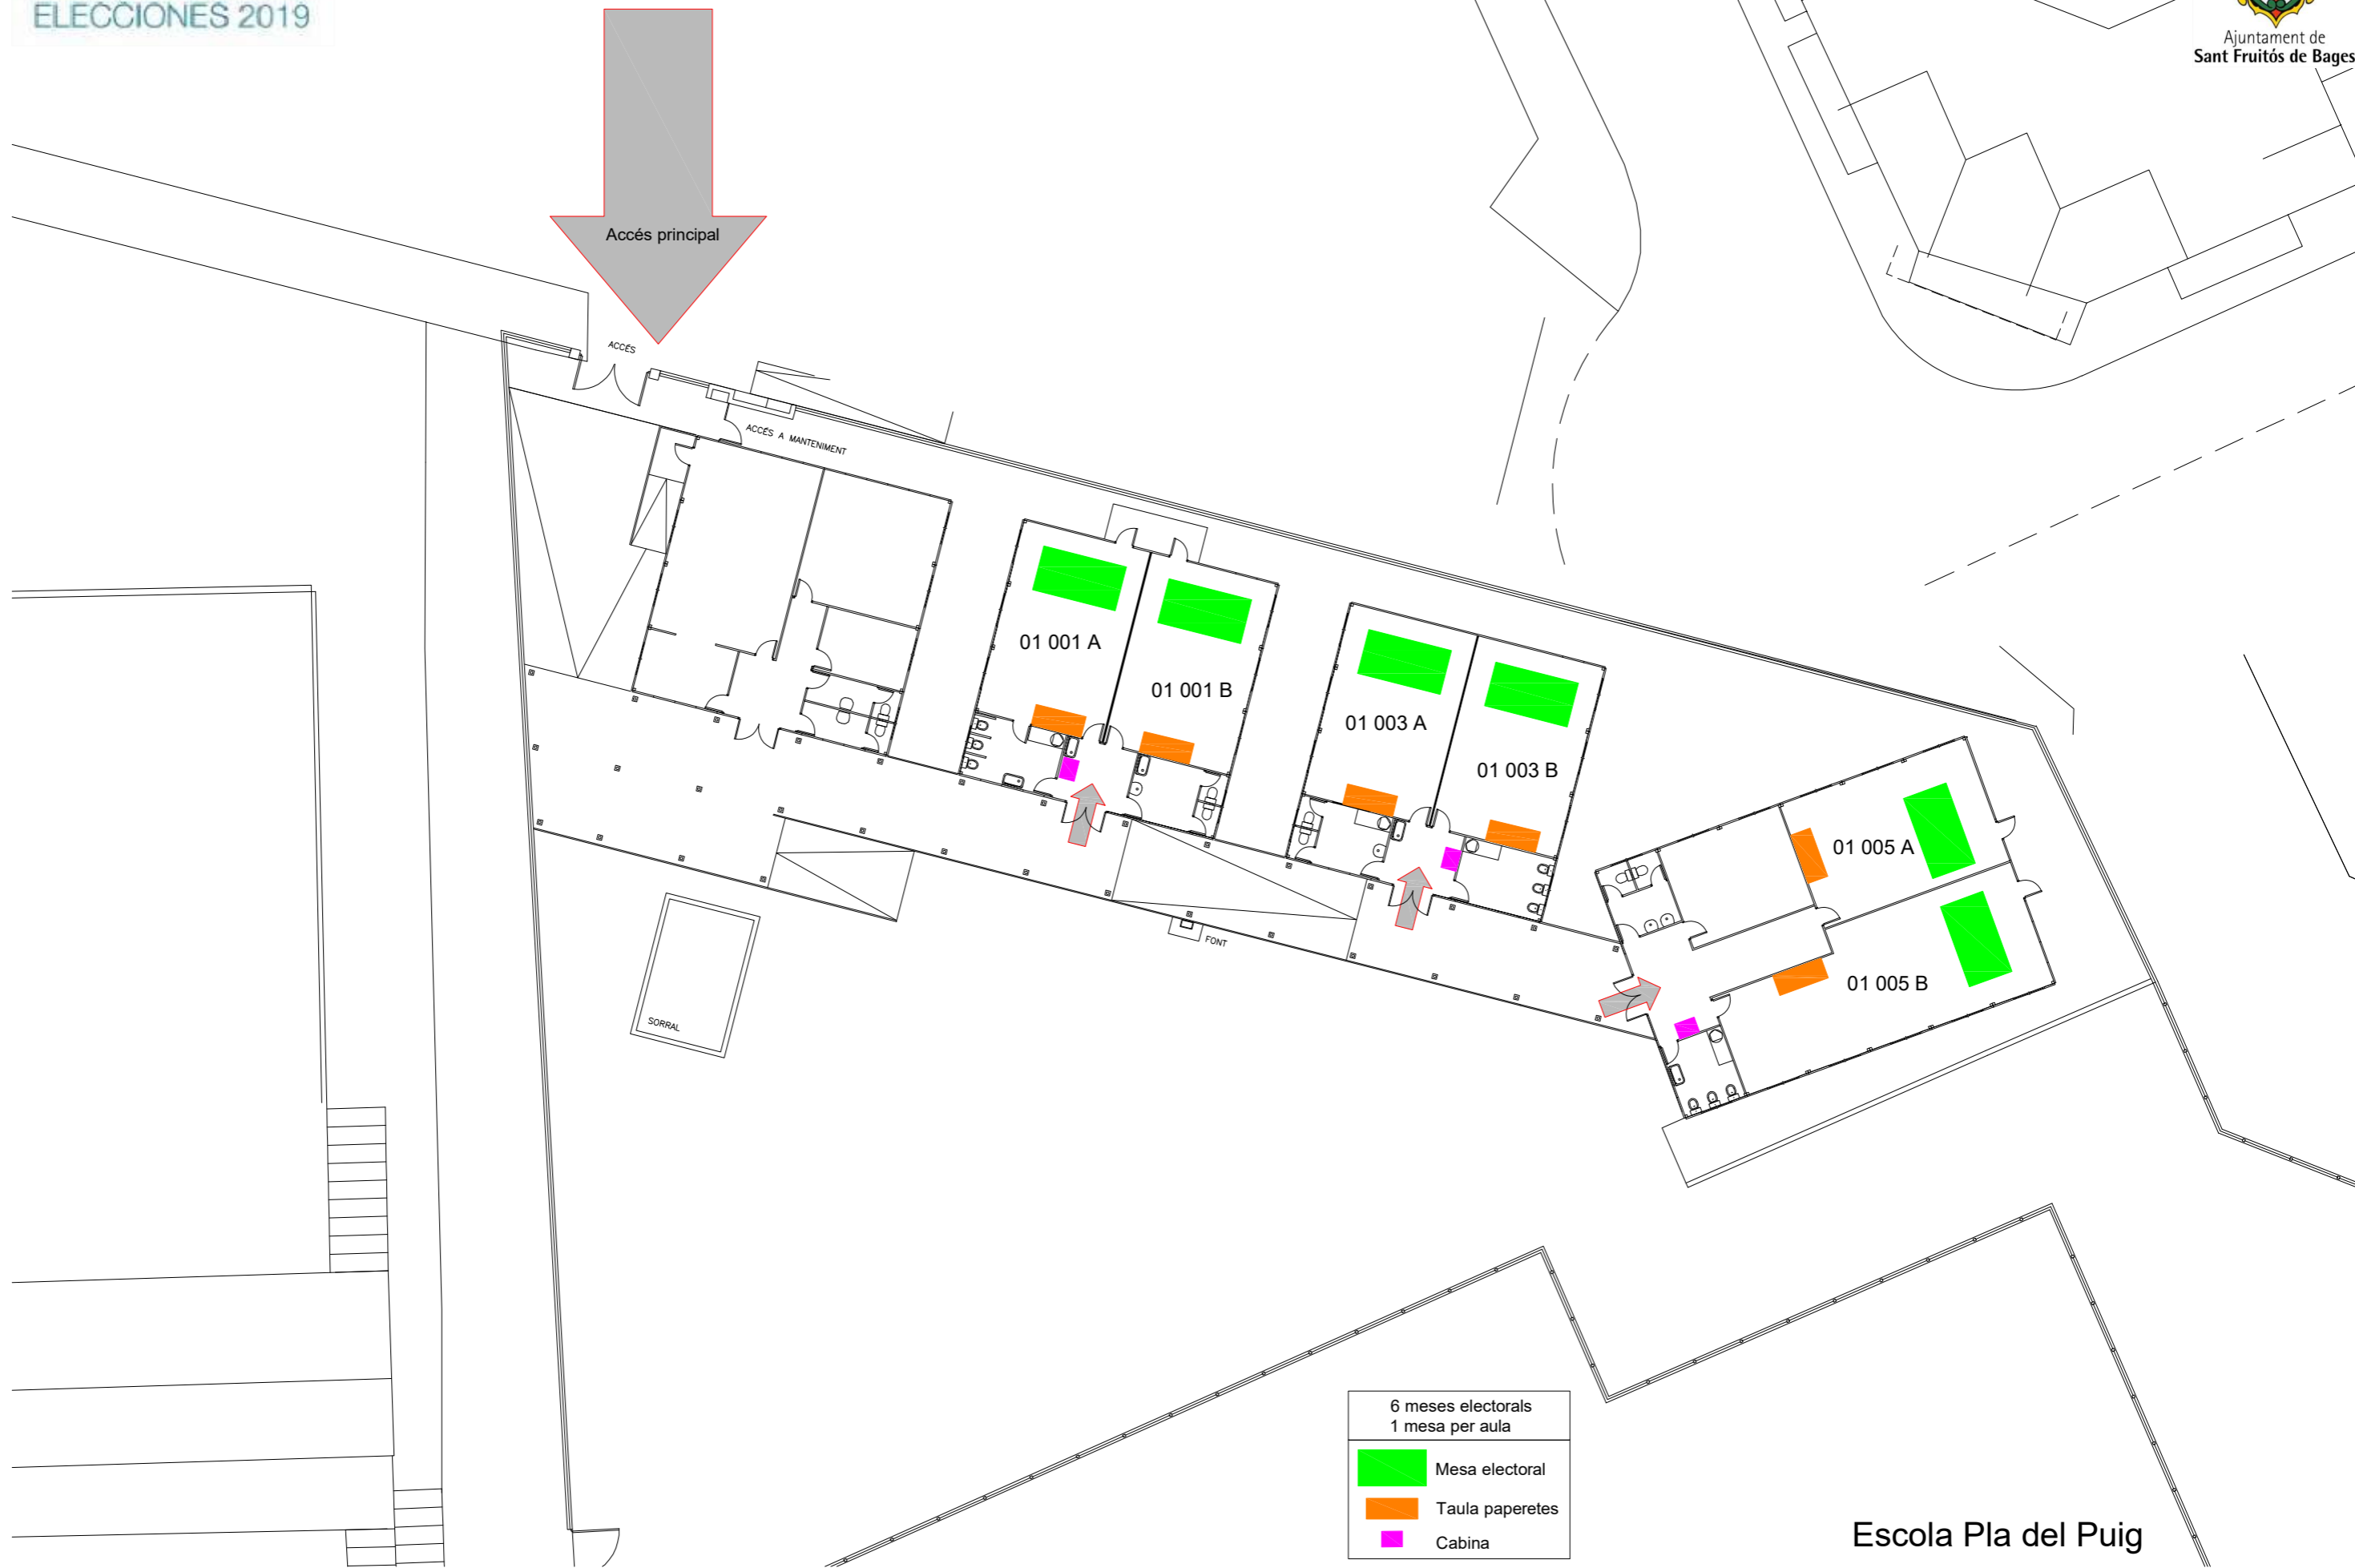 ELECCIONES 2019
Ajuntament de
Sant Fruitós de Bages
Accés principal
ACCÉS
ACCÉS A MANTENIMENT
01 001 A
01 001 B
01 003 A
01 003 B
01 005 A
01 005 B
FONT
SORRAL
6 meses electorals
1 mesa per aula
Mesa electoral
Taula paperetes
Cabina
Escola Pla del Puig